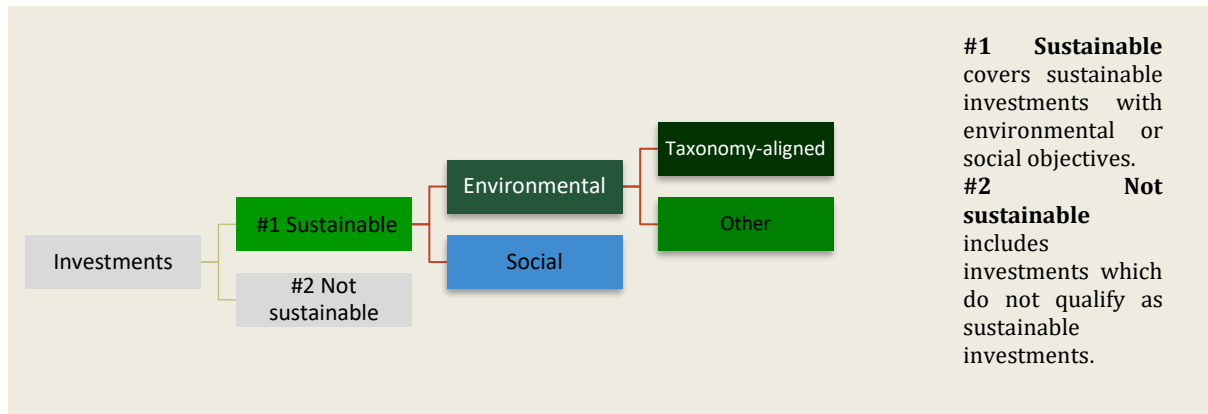 Investments
#1 Sustainable
#2 Not
sustainable
Environmental
Social
Taxonomy-aligned
Other
#1 Sustainable
covers sustainable
investments with
environmental or
social objectives.
#2 Not
sustainable
includes
investments which
do not qualify as
sustainable
investments.